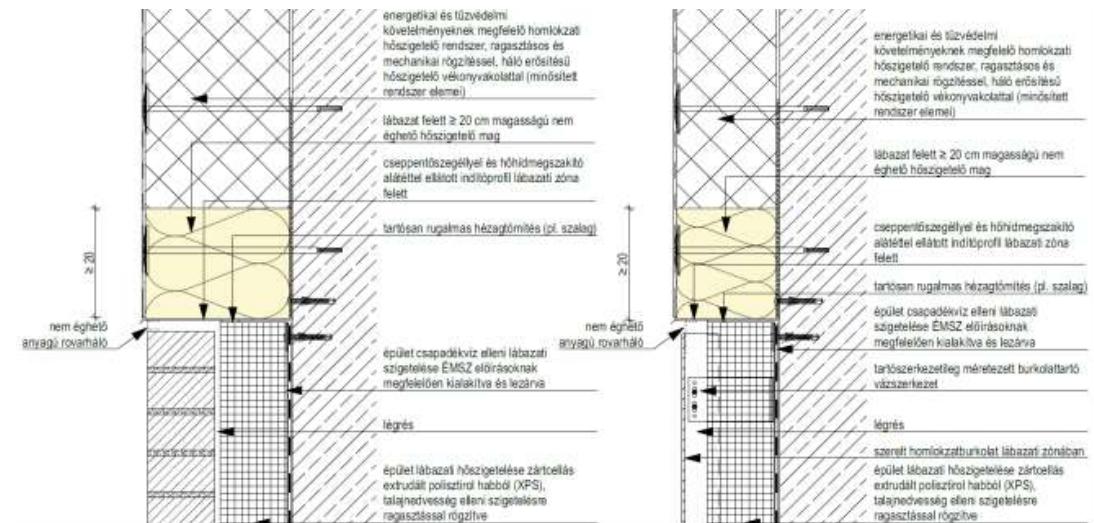 energetikai és tűzvédelmi
követelményeknek megfelelő homlokzati
hőszigetelő rendszer, ragasztásos és
mechanikai rögzítéssel, háló erősítésű
hőszigetelő vékonyvakolattal (minősített
rendszer elemei)
lábazat felett ≥ 20 cm magasságú nem
éghető hőszigetelő mag
cseppentőszegéllyel és hőhídmegszakító
alátéttel ellátott indítóprofil lábazati zóna
felett
tartósan rugalmas hézagtömítés (pl. szalag)
≥ 20
nem éghető
anyagú rovarháló
épület csapadékvíz elleni lábazati
szigetelése ÉMSZ előírásoknak
megfelelően kialakítva és lezárva
légrés
épület lábazati hőszigetelése zártcellás
extrudált polisztirol habból (XPS),
talajnedvesség elleni szigetelésre
ragasztással rögzítve
energetikai és tűzvédelmi
követelményeknek megfelelő homlokzati
hőszigetelő rendszer, ragasztásos és
mechanikai rögzítéssel, háló erősítésű
hőszigetelő vékonyvakolattal (minősített
rendszer elemei)
lábazat felett ≥ 20 cm magasságú nem
éghető hőszigetelő mag
cseppentőszegéllyel és hőhídmegszakító
alátéttel ellátott indítóprofil lábazati zóna
felett
tartósan rugalmas hézagtömítés (pl. szalag)
≥ 20
nem éghető
anyagú rovarháló
épület csapadékvíz elleni lábazati
szigetelése ÉMSZ előírásoknak
megfelelően kialakítva és lezárva
tartószerkezetileg méretezett burkolattartó
vázszerkezet
légrés
szerelt homlokzatburkolat lábazati zónában
épület lábazati hőszigetelése zártcellás
extrudált polisztirol habból (XPS),
talajnedvesség elleni szigetelésre
ragasztással rögzítve